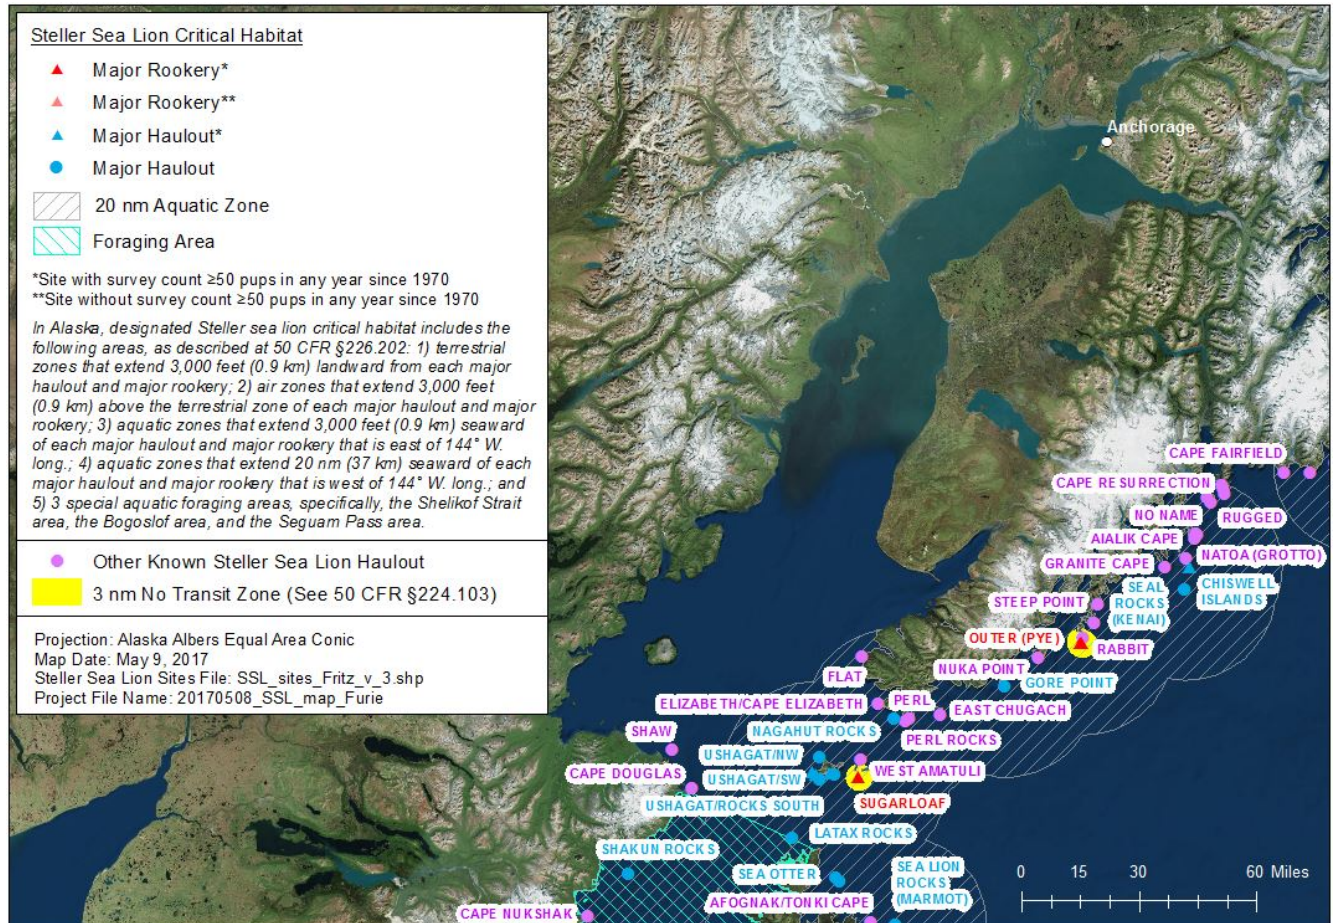 Steller Sea Lion Critical Habitat
Major Rookery*
Major Rookery**
Major Haulout*
Major Haulout
20 nm Aquatic Zone
Foraging Area
*Site with survey count ≥50 pups in any year since 1970
**Site without survey count ≥50 pups in any year since 1970
In Alaska, designated Steller sea lion critical habitat includes the
following areas, as described at 50 CFR §226.202: 1) terrestrial
zones that extend 3,000 feet (0.9 km) landward from each major
haulout and major rookery; 2) air zones that extend 3,000 feet
(0.9 km) above the terrestrial zone of each major haulout and major
rookery; 3) aquatic zones that extend 3,000 feet (0.9 km) seaward
of each major haulout and major rookery that is east of 144° W.
long.; 4) aquatic zones that extend 20 nm (37 km) seaward of each
major haulout and major rookery that is west of 144° W. long.; and
5) 3 special aquatic foraging areas, specifically, the Shelikof Strait
area, the Bogoslof area, and the Seguam Pass area.
Other Known Steller Sea Lion Haulout
3 nm No Transit Zone (See 50 CFR §224.103)
Projection: Alaska Albers Equal Area Conic
Map Date: May 9, 2017
Steller Sea Lion Sites File: SSL_sites_Fritz_v_3.shp
Project File Name: 20170508_SSL_map_Furie
Anchorage
CAPE FAIRFIELD
CAPE RESURRECTION
NO NAME
RUGGED
AIALIK CAPE
NATOA (GROTTO)
GRANITE CAPE
CHISWELL
ISLANDS
SEAL
ROCKS
(KENAI)
STEEP POINT
OUTER (PYE)
RABBIT
NUKA POINT
GORE POINT
FLAT
ELIZABETH/CAPE ELIZABETH
PERL
EAST CHUGACH
NAGAHUT ROCKS
PERL ROCKS
SHAW
USHAGAT/NW
CAPE DOUGLAS
USHAGAT/SW
WEST AMATULI
USHAGAT/ROCKS SOUTH
SUGARLOAF
LATAX ROCKS
SHAKUN ROCKS
SEA OTTER
SEA LION
ROCKS
(MARMOT)
AFOGNAK/TONKI CAPE
CAPE NUKSHAK
0 15 30 60 Miles